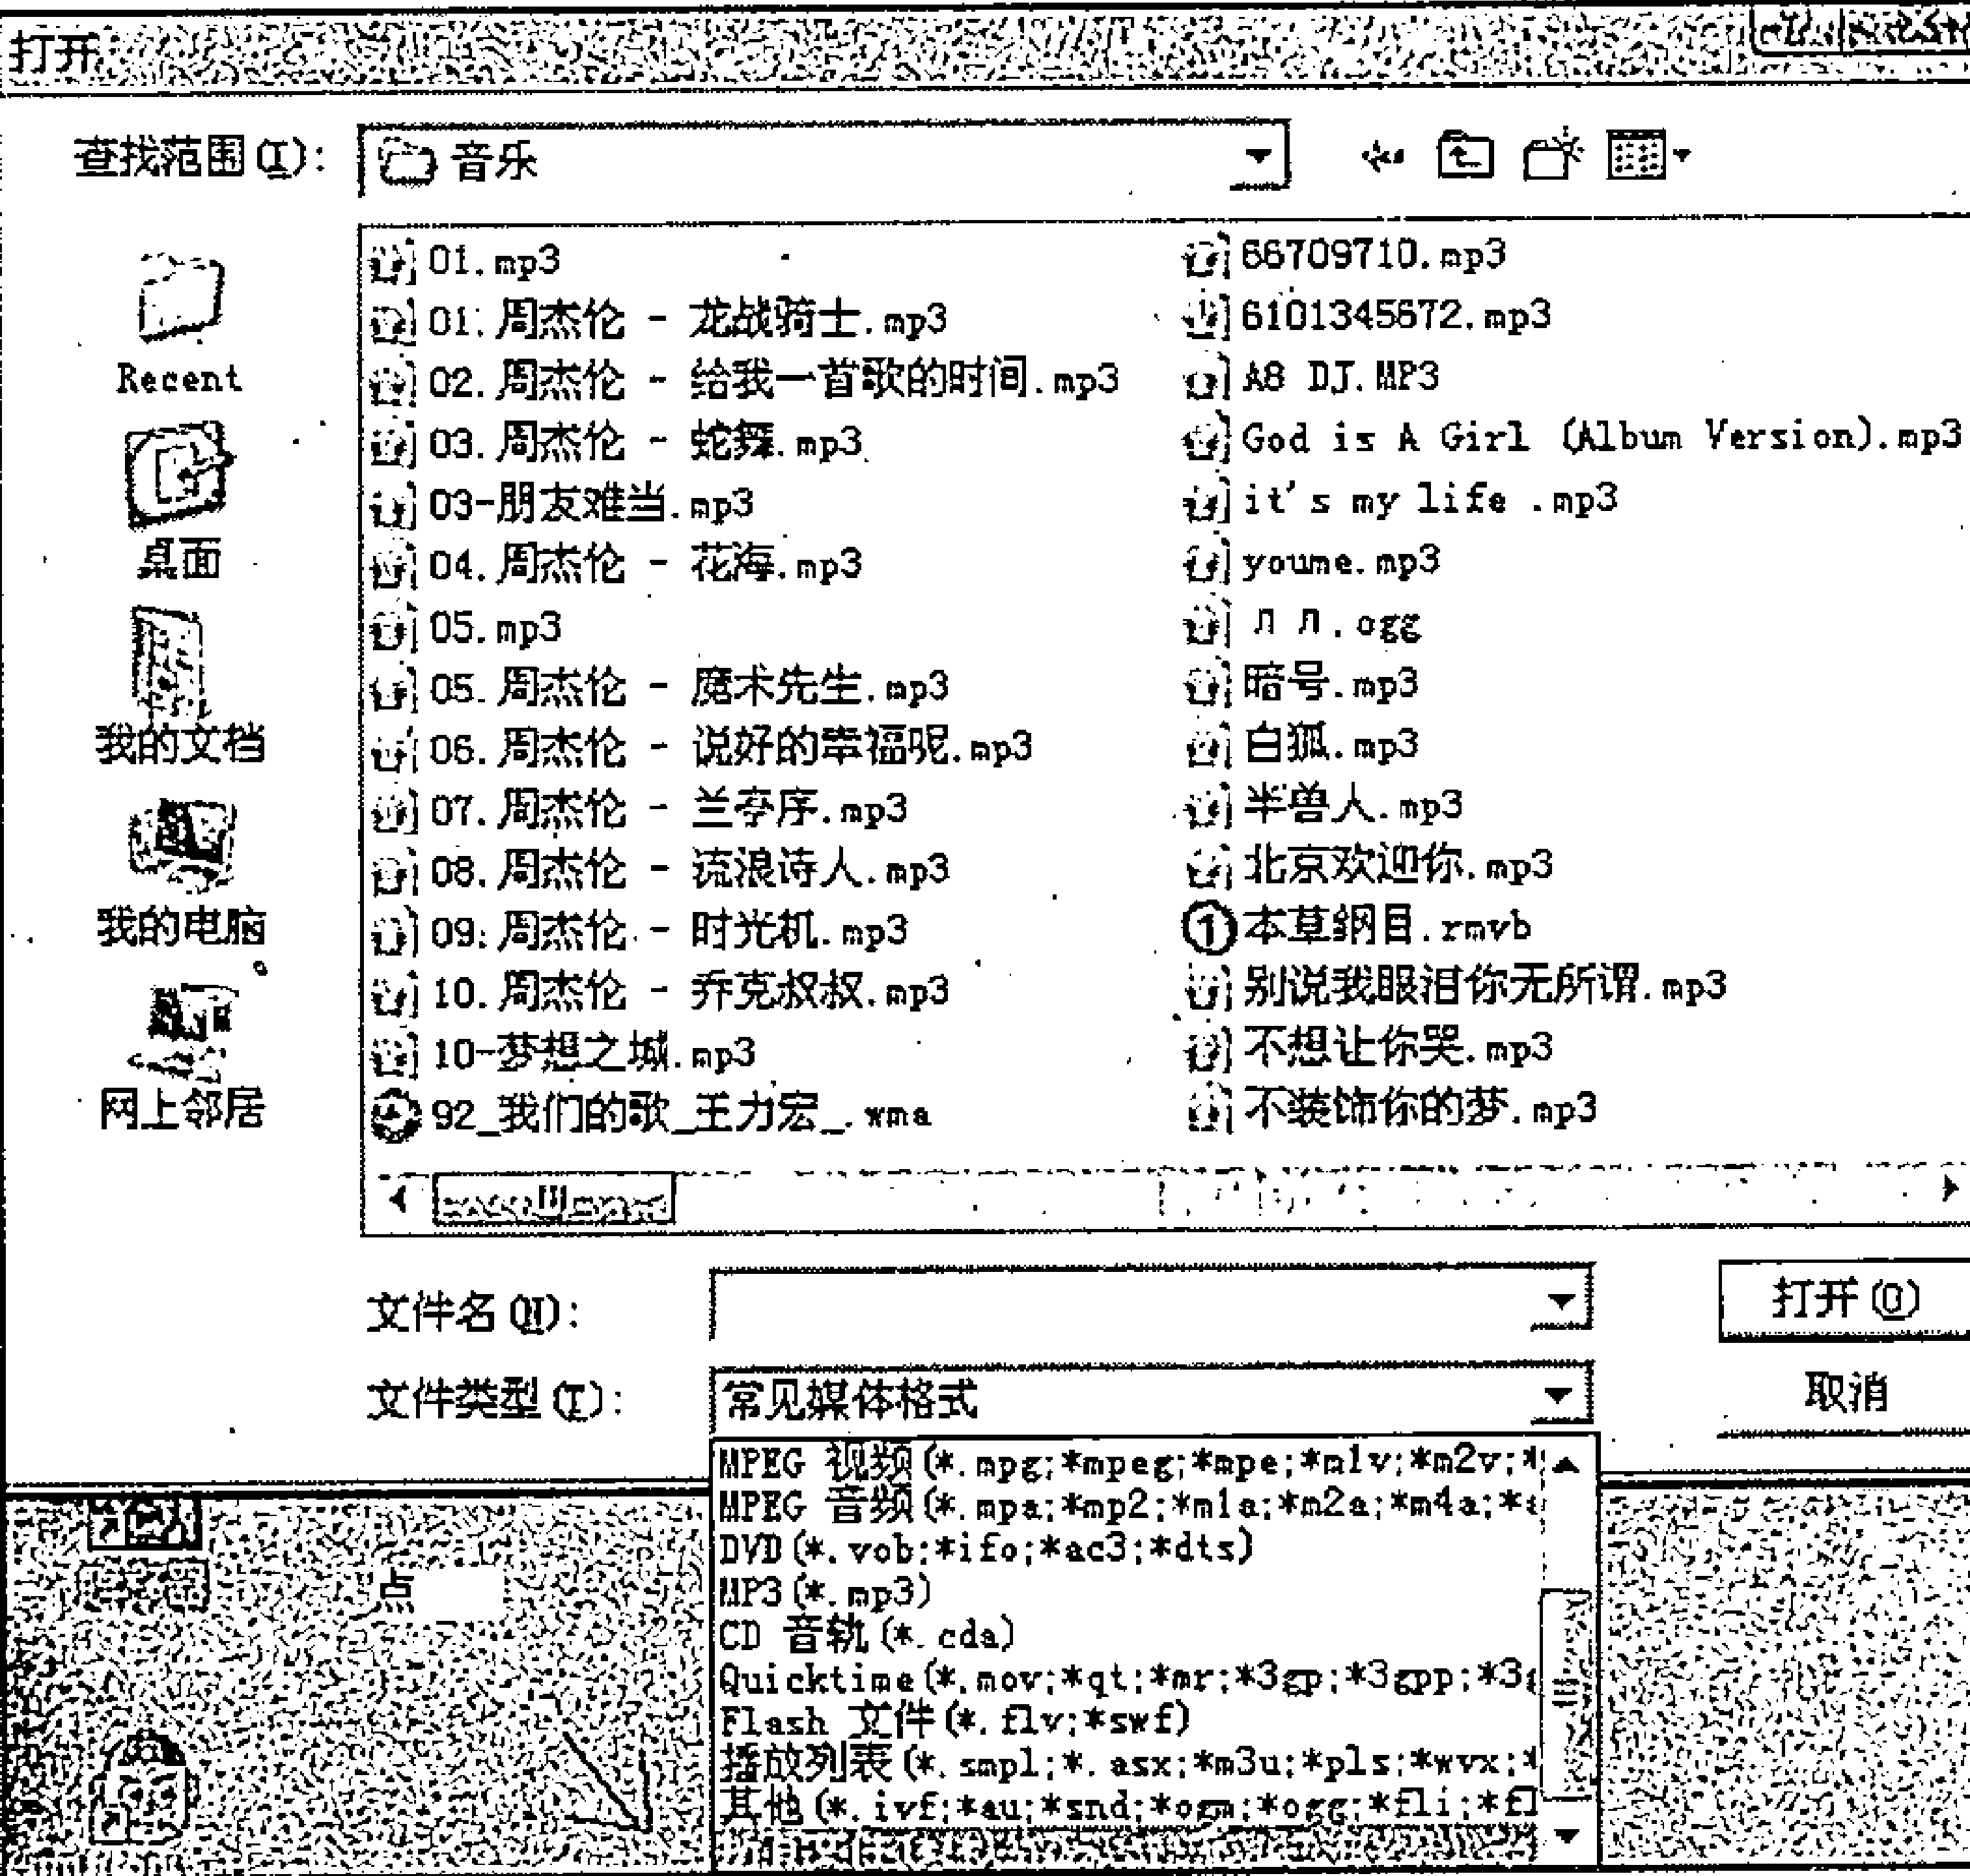 打开
查找范围(I):
音乐
Recent
桌面
我的文档
我的电脑
网上邻居
01.mp3
01.周杰伦 - 龙战骑士.mp3
02.周杰伦 - 给我一首歌的时间.mp3
03.周杰伦 - 蛇舞.mp3
03-朋友难当.mp3
04.周杰伦 - 花海.mp3
05.mp3
05.周杰伦 - 魔术先生.mp3
06.周杰伦 - 说好的幸福呢.mp3
07.周杰伦 - 兰亭序.mp3
08.周杰伦 - 流浪诗人.mp3
09.周杰伦 - 时光机.mp3
10.周杰伦 - 乔克叔叔.mp3
10-梦想之城.mp3
92_我们的歌_王力宏_.wma
66709710.mp3
6101345672.mp3
A8 DJ.MP3
God is A Girl (Album Version).mp3
it's my life .mp3
youme.mp3
л л.ogg
暗号.mp3
白狐.mp3
半兽人.mp3
北京欢迎你.mp3
本草纲目.rmvb
别说我眼泪你无所谓.mp3
不想让你哭.mp3
不装饰你的梦.mp3
文件名(N):
打开(O)
文件类型(T):
常见媒体格式
取消
MPEG 视频(*.mpg;*mpeg;*mpe;*m1v;*m2v;*
MPEG 音频(*.mpa;*mp2;*m1a;*m2a;*m4a;*
DVD(*.vob;*ifo;*ac3;*dts)
MP3(*.mp3)
CD 音轨(*.cda)
Quicktime(*.mov;*qt;*mr;*3gp;*3gpp;*3g
Flash 文件(*.flv;*swf)
播放列表(*.smpl;*.asx;*m3u;*pls;*wvx;*
其他(*.ivf;*au;*snd;*ogm;*ogg;*fli;*fl
点